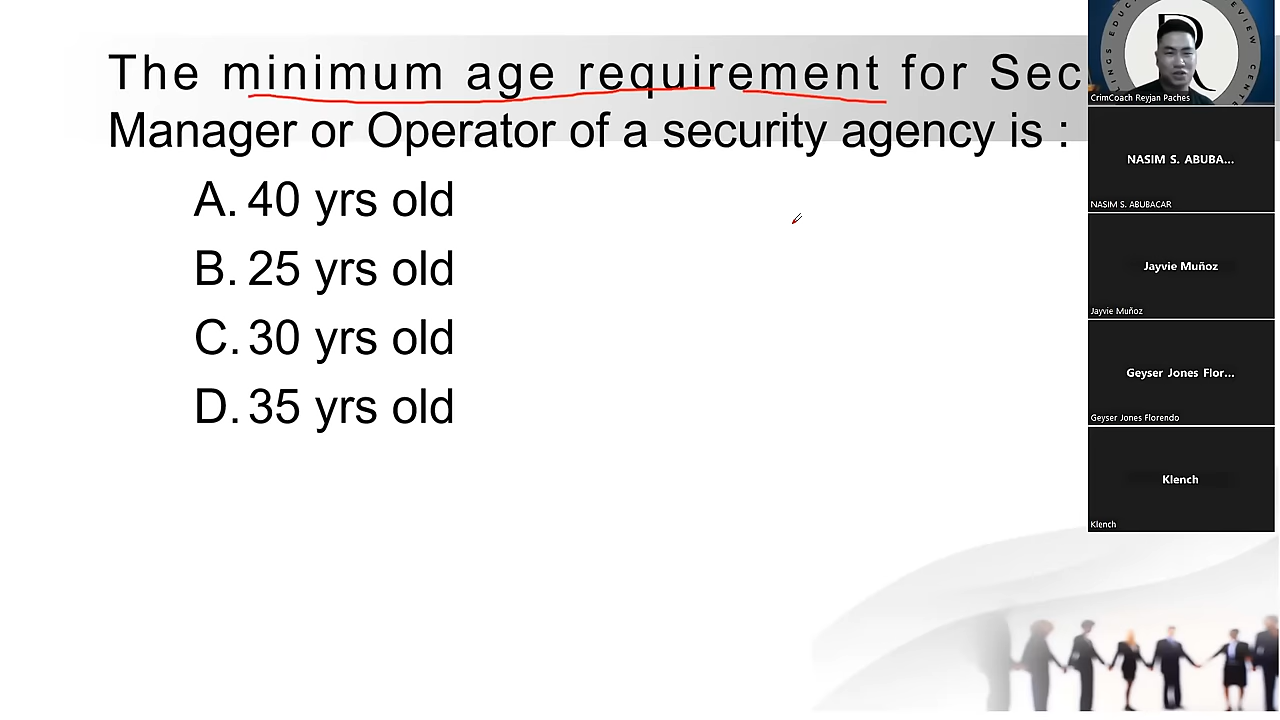 The minimum age requirement for Sec
Manager or Operator of a security agency is :
A. 40 yrs old
B. 25 yrs old
C. 30 yrs old
D. 35 yrs old
R
CrimCoach Reyjan Paches
NASIM S. ABUBA...
NASIM S. ABUBACAR
Jayvie Muñoz
Jayvie Muñoz
Geyser Jones Flor...
Geyser Jones Florendo
Klench
Klench